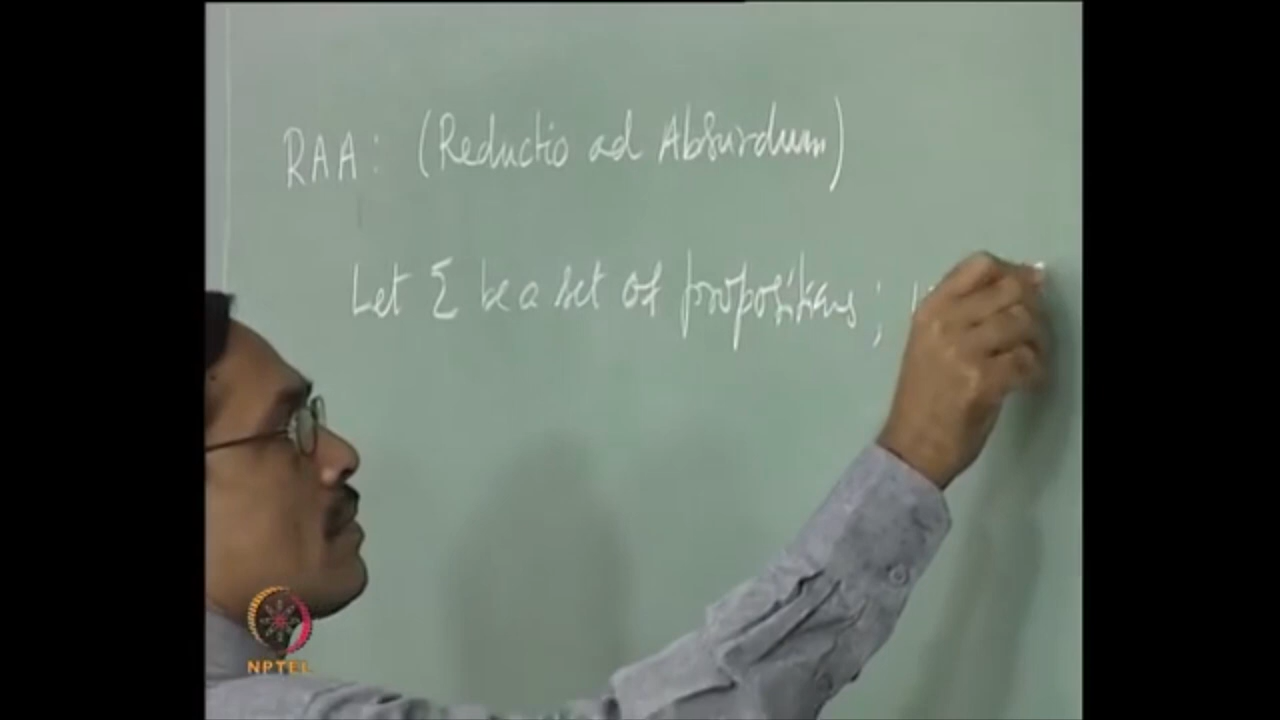 RAA: (Reductio ad Absurdum)
Let Σ be a set of propositions;
NPTEL